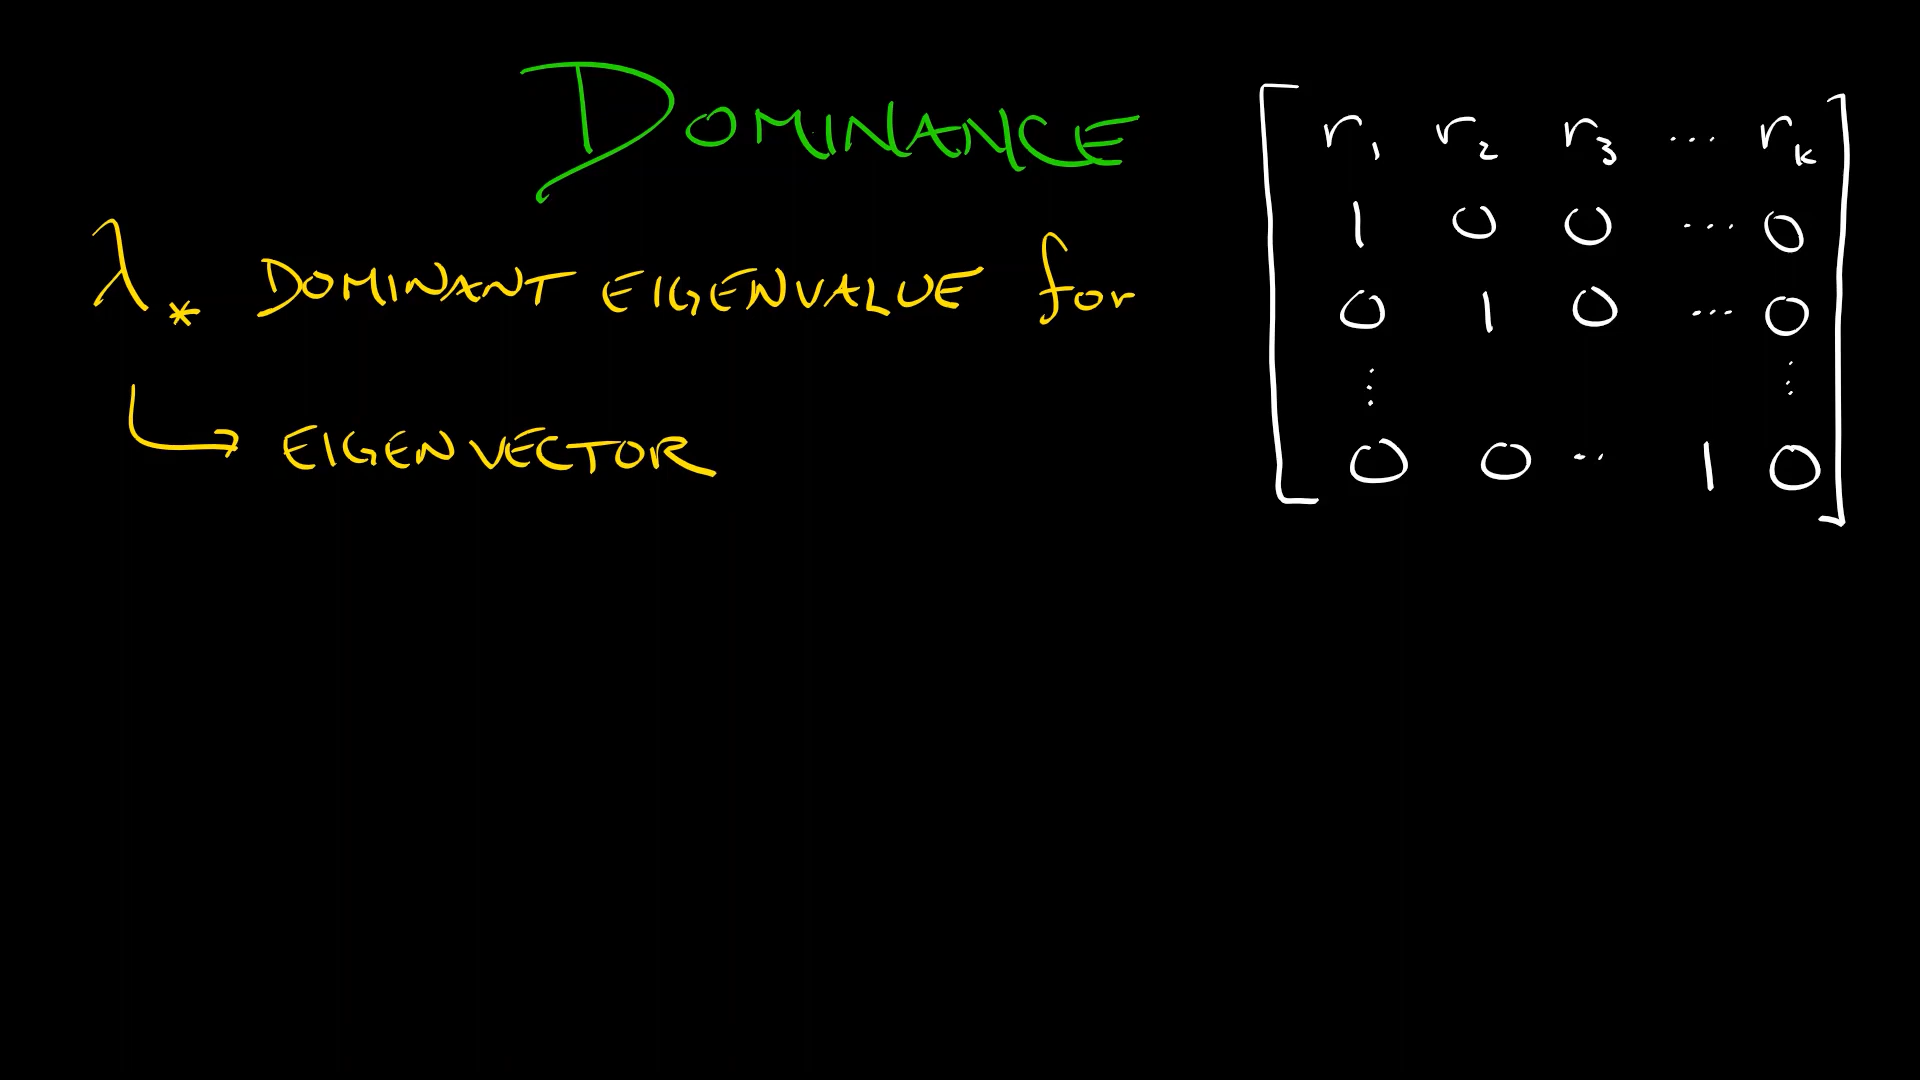 DOMINANCE
λ* DOMINANT EIGENVALUE for
↳ EIGENVECTOR
r₁ r₂ r₃ ... rₖ
1 0 0 ... 0
0 1 0 ... 0
⋮ ⋮
0 0 .. 1 0